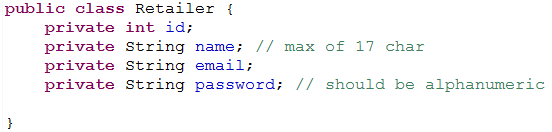 public class Retailer {
private int id;
private String name; // max of 17 char
private String email;
private String password; // should be alphanumeric
}